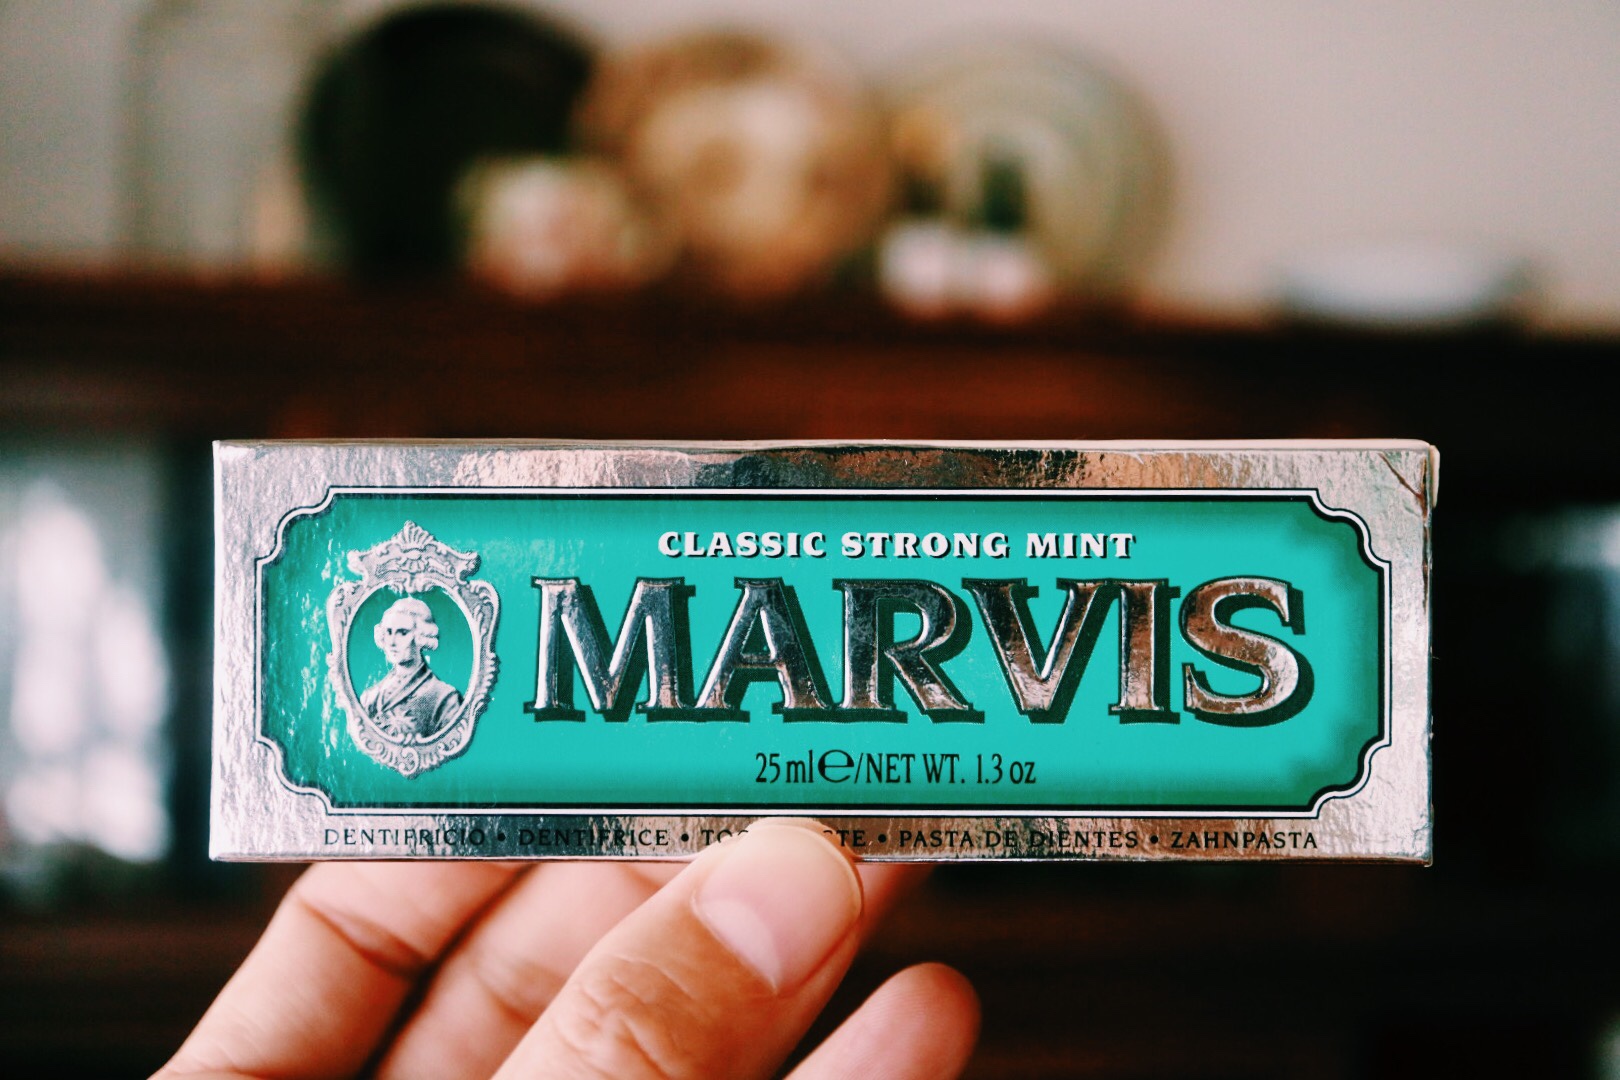 CLASSIC STRONG MINT
MARVIS
25 ml ℮/NET WT. 1.3 oz
DENTIFRICIO • DENTIFRICE • • PASTA DE DIENTES • ZAHNPASTA